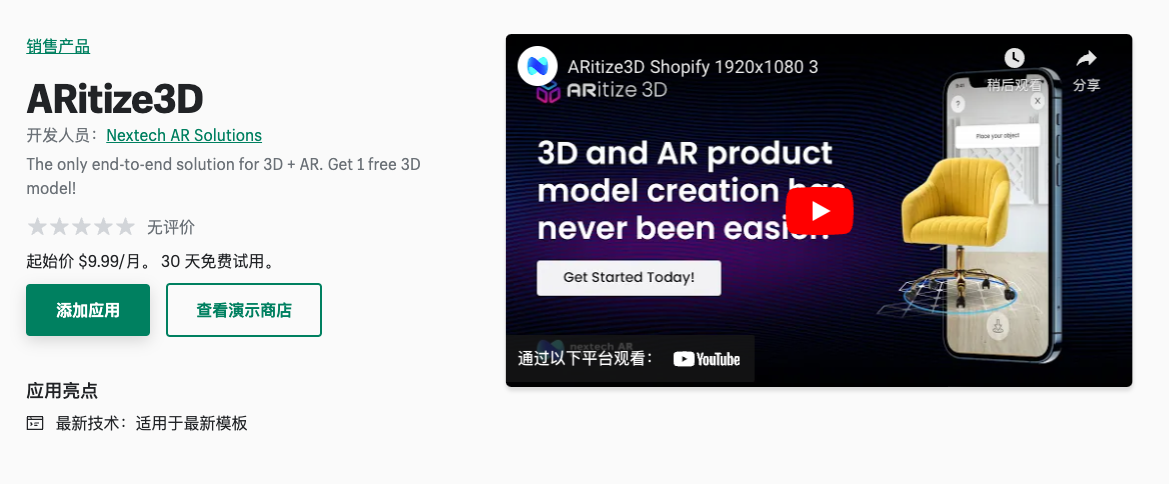 销售产品
ARitize3D
开发人员：Nextech AR Solutions
The only end-to-end solution for 3D + AR. Get 1 free 3D
model!
无评价
起始价 $9.99/月。 30 天免费试用。
添加应用
查看演示商店
应用亮点
最新技术：适用于最新模板
ARitize3D Shopify 1920x1080 3
ARitize 3D
稍后观看
分享
3D and AR product
model creation has
never been easier!
Get Started Today!
?
X
Place your object
nextech AR
通过以下平台观看：
YouTube